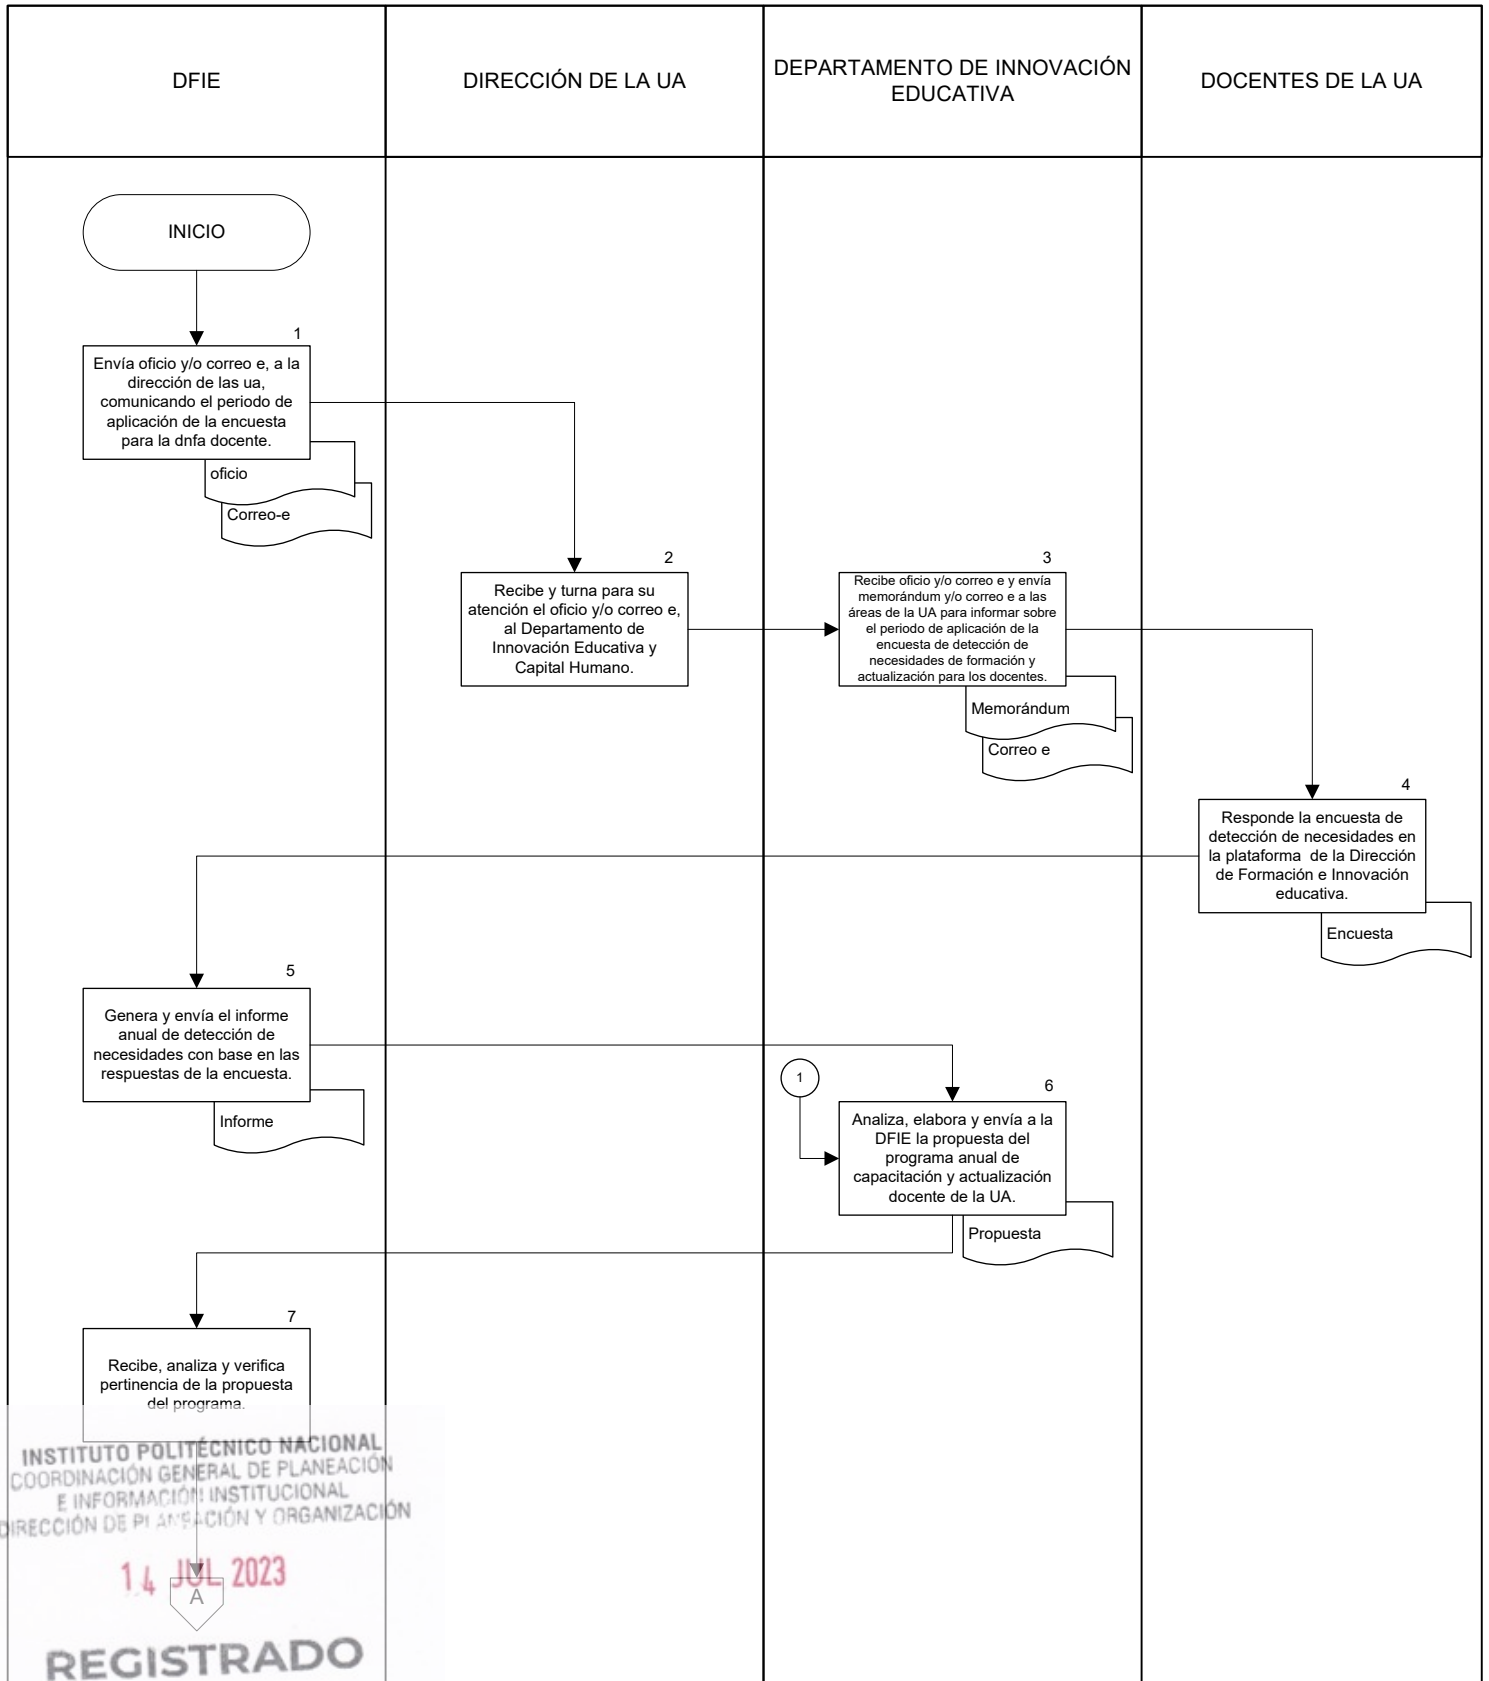 DFIE
DIRECCIÓN DE LA UA
DEPARTAMENTO DE INNOVACIÓN
EDUCATIVA
DOCENTES DE LA UA
INICIO
1
Envía oficio y/o correo e, a la
dirección de las ua,
comunicando el periodo de
aplicación de la encuesta
para la dnfa docente.
oficio
Correo-e
2
Recibe y turna para su
atención el oficio y/o correo e,
al Departamento de
Innovación Educativa y
Capital Humano.
3
Recibe oficio y/o correo e y envía
memorándum y/o correo e a las
áreas de la UA para informar sobre
el periodo de aplicación de la
encuesta de detección de
necesidades de formación y
actualización para los docentes.
Memorándum
Correo e
4
Responde la encuesta de
detección de necesidades en
la plataforma de la Dirección
de Formación e Innovación
educativa.
Encuesta
5
Genera y envía el informe
anual de detección de
necesidades con base en las
respuestas de la encuesta.
Informe
1
6
Analiza, elabora y envía a la
DFIE la propuesta del
programa anual de
capacitación y actualización
docente de la UA.
Propuesta
7
Recibe, analiza y verifica
pertinencia de la propuesta
del programa.
INSTITUTO POLITÉCNICO NACIONAL
COORDINACIÓN GENERAL DE PLANEACIÓN
E INFORMACIÓN INSTITUCIONAL
DIRECCIÓN DE PLANEACIÓN Y ORGANIZACIÓN
14 JUL 2023
A
REGISTRADO